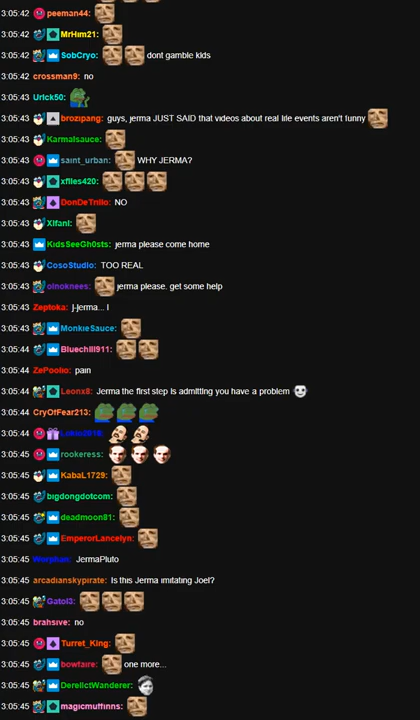 3:05:42 peeman44:
3:05:42 MrHim21:
3:05:42 SobCryo: dont gamble kids
3:05:42 crossman9: no
3:05:43 Urick50:
3:05:43 brozipang: guys, jerma JUST SAID that videos about real life events aren't funny
3:05:43 Karmalsauce:
3:05:43 saint_urban: WHY JERMA?
3:05:43 xfiles420:
3:05:43 DonDeTrilio: NO
3:05:43 Xifani:
3:05:43 KidsSeeGh0sts: jerma please come home
3:05:43 CosoStudio: TOO REAL
3:05:43 oinoknees: jerma please. get some help
3:05:43 Zeptoka: j-jerma... I
3:05:43 MonkieSauce:
3:05:44 Bluechill911:
3:05:44 ZePoolio: pain
3:05:44 Leonx8: Jerma the first step is admitting you have a problem
3:05:44 CryOfFear213:
3:05:44
3:05:45 rookeress:
3:05:45 KabaL1729:
3:05:45 bigdongdotcom:
3:05:45 deadmoon81:
3:05:45 EmperorLancelyn:
3:05:45 JermaPluto
3:05:45 arcadianskypirate: Is this Jerma imitating Joel?
3:05:45 Gatol3:
3:05:45 brahsive: no
3:05:45 Turret_King:
3:05:45 bowtaire: one more...
3:05:45 DerelictWanderer:
3:05:45 magicmuffinns: